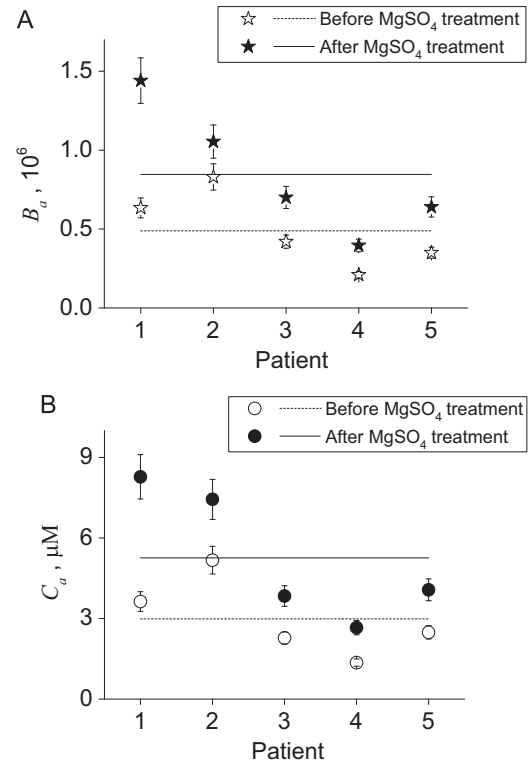 A
Before MgSO₄ treatment
After MgSO₄ treatment
1.5
1.0
0.5
0.0
Bₐ , 10⁶
1 2 3 4 5
Patient
B
Before MgSO₄ treatment
After MgSO₄ treatment
9
6
3
0
Cₐ, μM
1 2 3 4 5
Patient